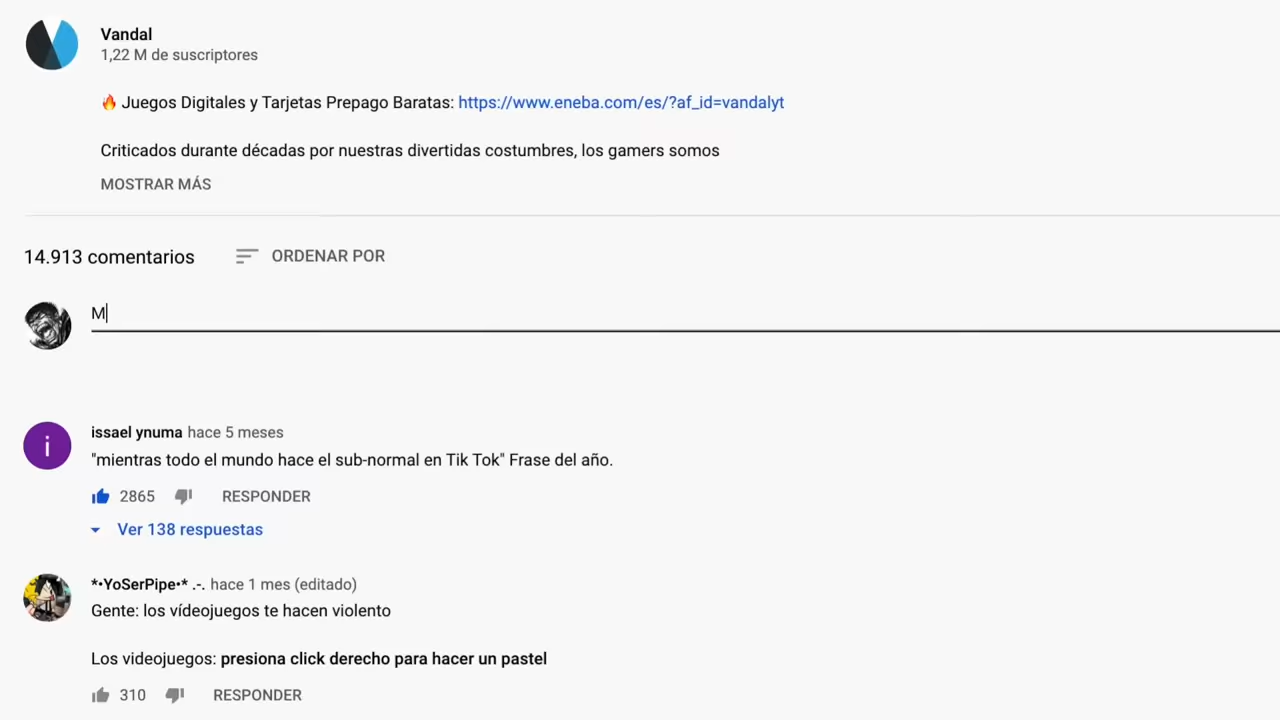 Vandal
1,22 M de suscriptores
🔥 Juegos Digitales y Tarjetas Prepago Baratas: https://www.eneba.com/es/?af_id=vandalyt
Criticados durante décadas por nuestras divertidas costumbres, los gamers somos
MOSTRAR MÁS
14.913 comentarios ORDENAR POR
M
i
issael ynuma hace 5 meses
"mientras todo el mundo hace el sub-normal en Tik Tok" Frase del año.
2865 RESPONDER
Ver 138 respuestas
*•YoSerPipe•* .-. hace 1 mes (editado)
Gente: los vídeojuegos te hacen violento
Los videojuegos: presiona click derecho para hacer un pastel
310 RESPONDER